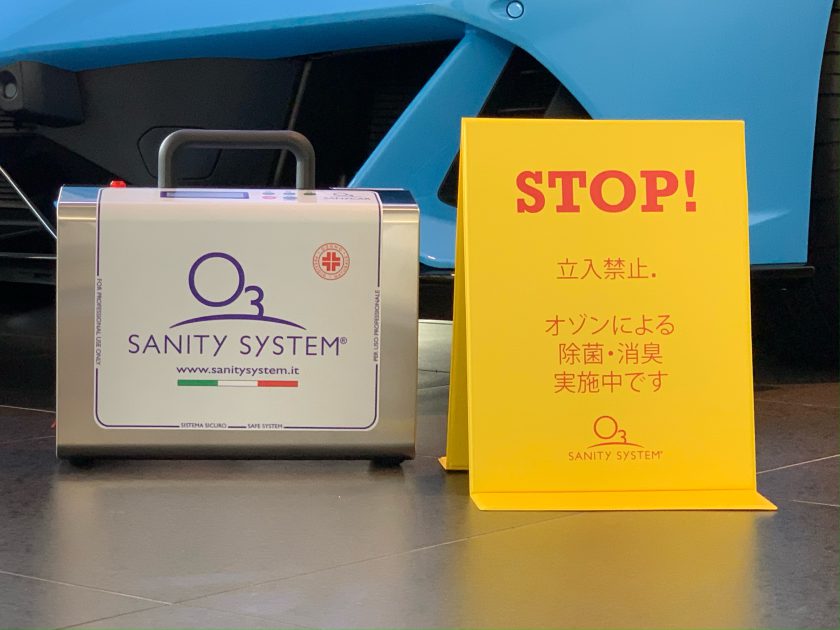 O3
SANITY SYSTEM®
www.sanitysystem.it
FOR PROFESSIONAL USE ONLY
PER USO PROFESSIONALE
SISTEMA SICURO
SAFE SYSTEM
STOP!
立入禁止.
オゾンによる
除菌・消臭
実施中です
O3
SANITY SYSTEM®